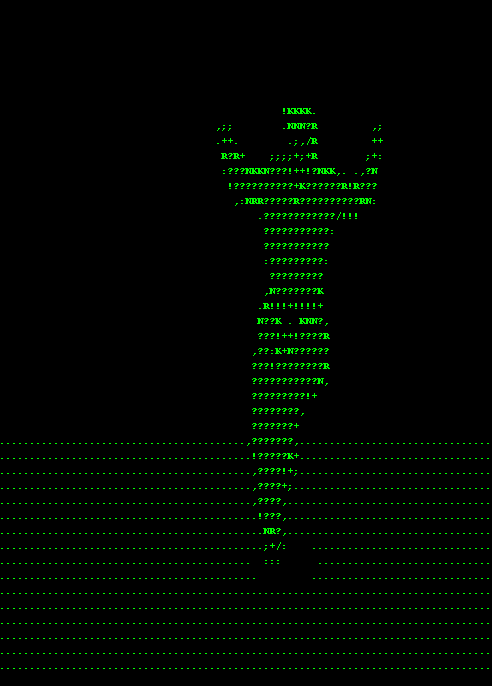 !KKKK.
,;;        .NNN?R         ,;
.++.        .;,/R         ++
R?R+    ;;;;+;+R        ;+:
:???NKKN???!++!?NKK,. .,?N
!??????????+K??????R!R???
,:NRR?????R??????????RN:
.????????????/!!!
???????????:
???????????
:?????????:
?????????
,N???????K
.R!!!+!!!!+
N??K . KNN?,
???!++!????R
,??:K+N??????
???!????????R
???????????N,
?????????!+
????????,
???????+
.........................................,???????,................................
..........................................!?????K+................................
..........................................,????!+;................................
..........................................,????+;.................................
..........................................,????,..................................
...........................................!???,..................................
............................................NR?,..................................
............................................;+/:    ..............................
............................................:::      .............................
...........................................         ..............................
..................................................................................
..................................................................................
..................................................................................
..................................................................................
..................................................................................
..................................................................................